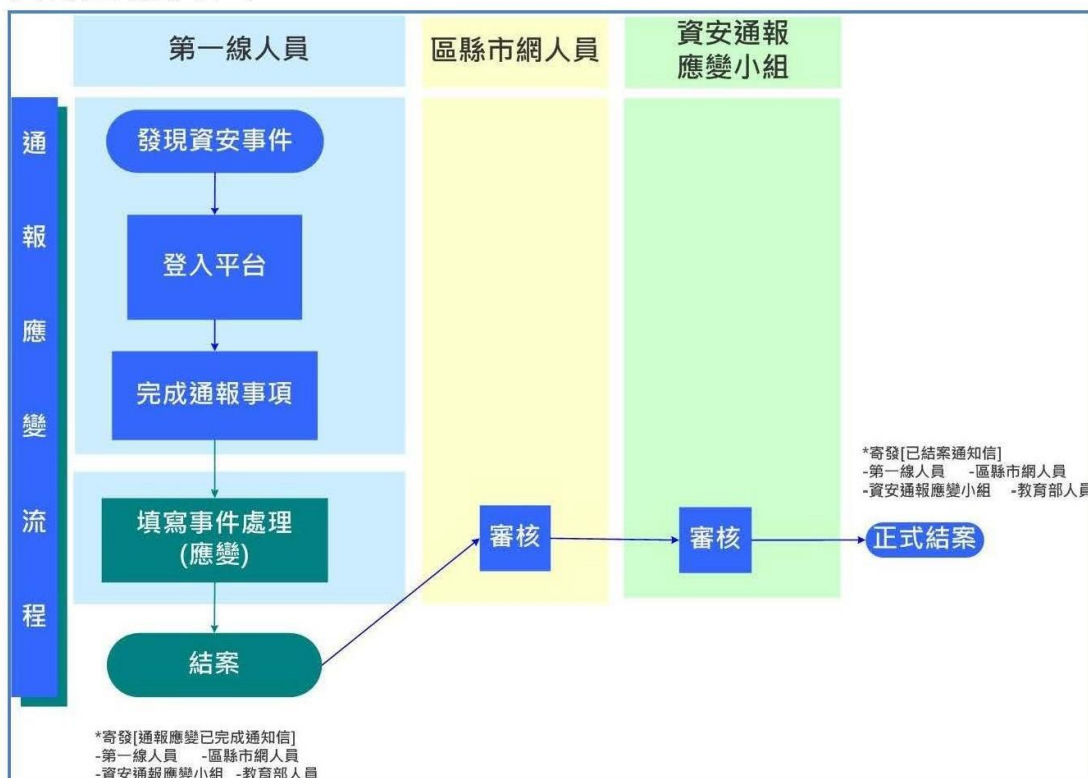 第一線人員
區縣市網人員
資安通報
應變小組
通報應變流程
發現資安事件
登入平台
完成通報事項
填寫事件處理
(應變)
結案
審核
審核
*寄發[已結案通知信]
-第一線人員 -區縣市網人員
-資安通報應變小組 -教育部人員
正式結案
*寄發[通報應變已完成通知信]
-第一線人員 -區縣市網人員
-資安通報應變小組 -教育部人員